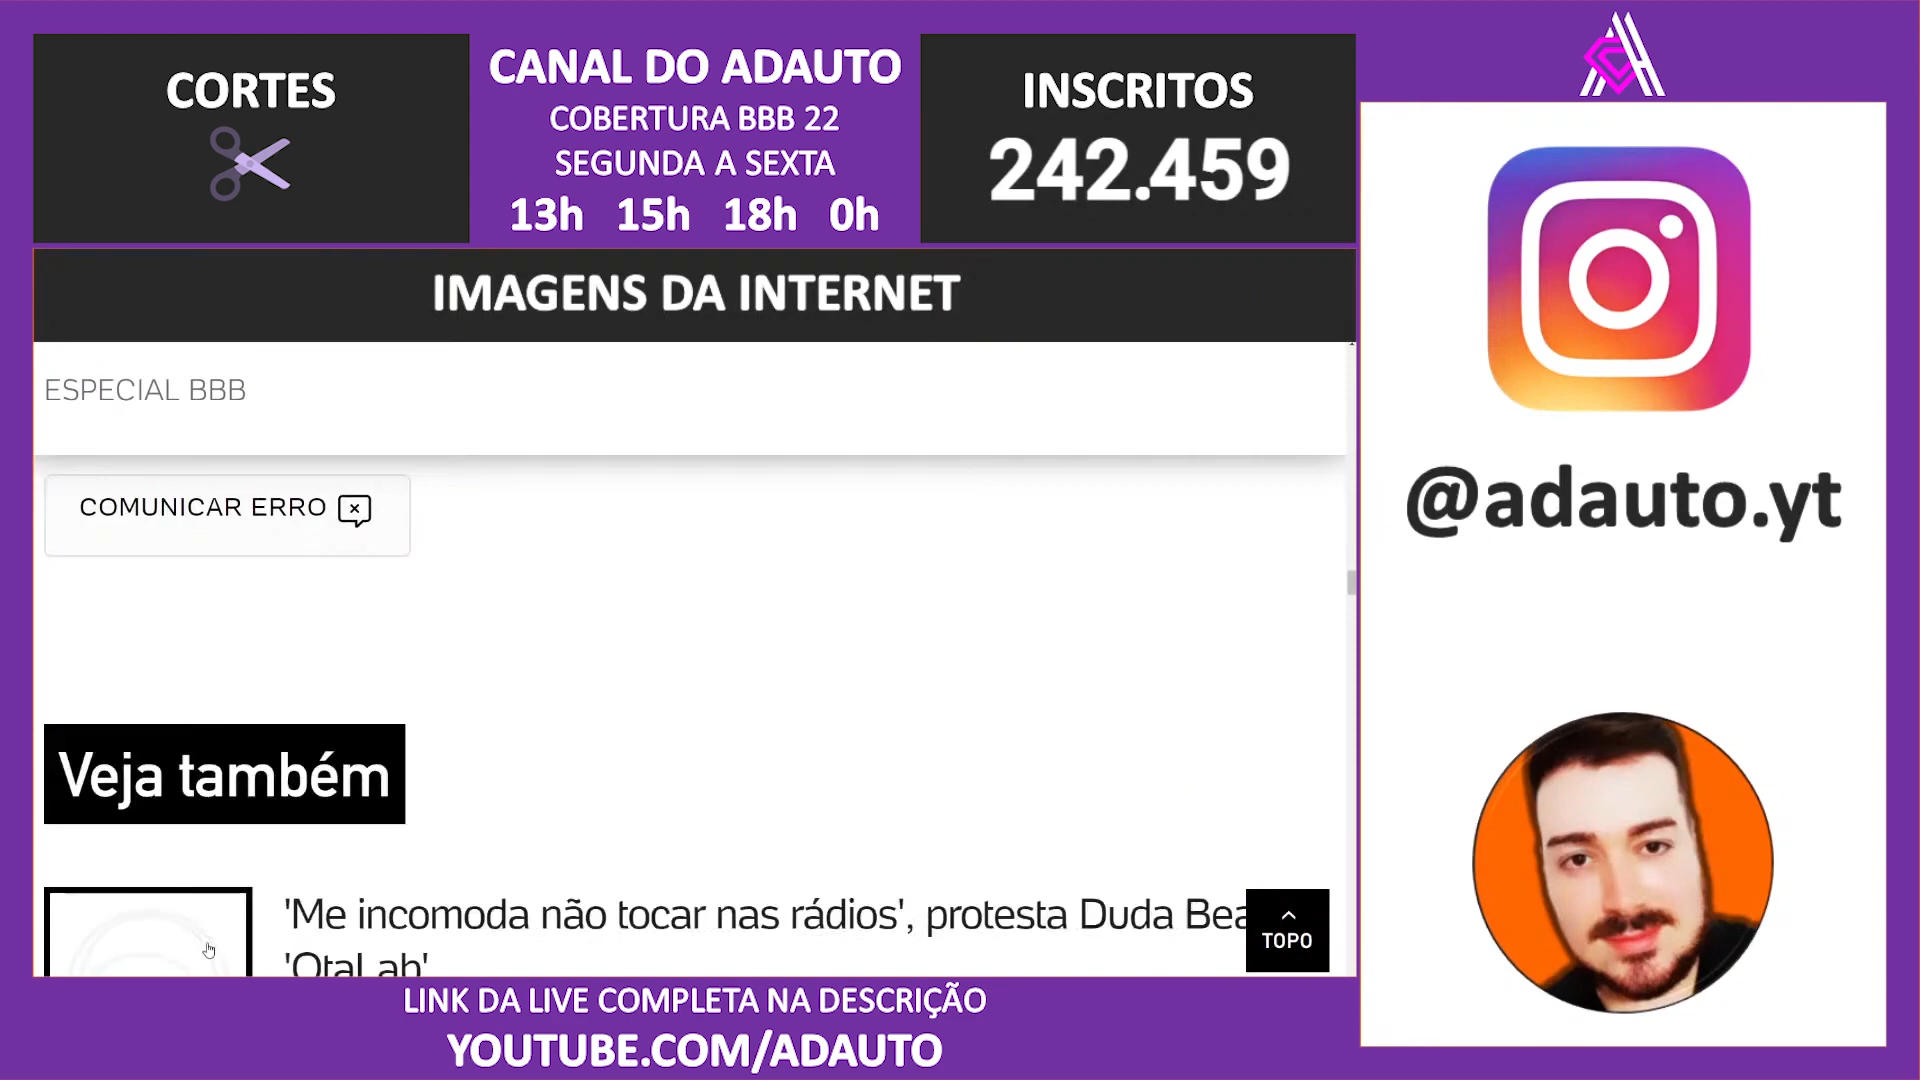 CORTES
CANAL DO ADAUTO
COBERTURA BBB 22
SEGUNDA A SEXTA
13h 15h 18h 0h
INSCRITOS
242.459
IMAGENS DA INTERNET
ESPECIAL BBB
COMUNICAR ERRO
Veja também
'Me incomoda não tocar nas rádios', protesta Duda Bea
'OtaLab'
TOPO
LINK DA LIVE COMPLETA NA DESCRIÇÃO
YOUTUBE.COM/ADAUTO
@adauto.yt